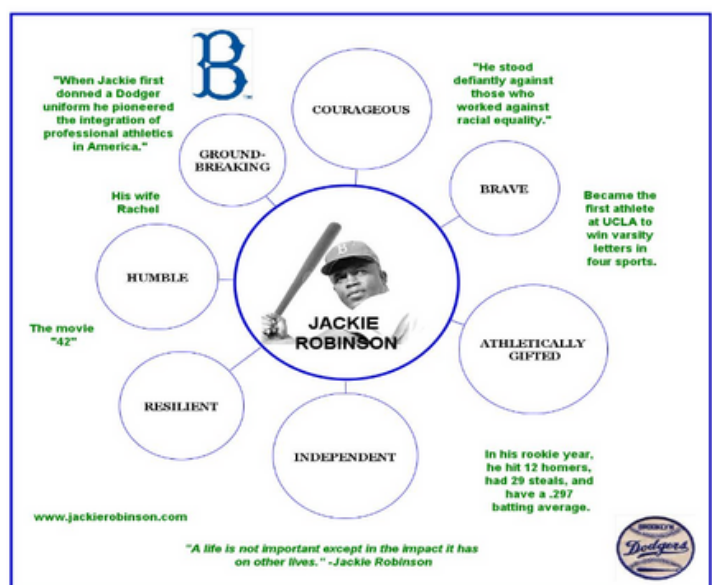 B
"When Jackie first
donned a Dodger
uniform he pioneered
the integration of
professional athletics
in America."
COURAGEOUS
"He stood
defiantly against
those who
worked against
racial equality."
GROUND-
BREAKING
BRAVE
His wife
Rachel
Became the
first athlete
at UCLA to
win varsity
letters in
four sports.
HUMBLE
B
JACKIE
ROBINSON
The movie
"42"
ATHLETICALLY
GIFTED
RESILIENT
INDEPENDENT
In his rookie year,
he hit 12 homers,
had 29 steals, and
have a .297
batting average.
www.jackierobinson.com
"A life is not important except in the impact it has
on other lives." -Jackie Robinson
BROOKLYN
Dodgers